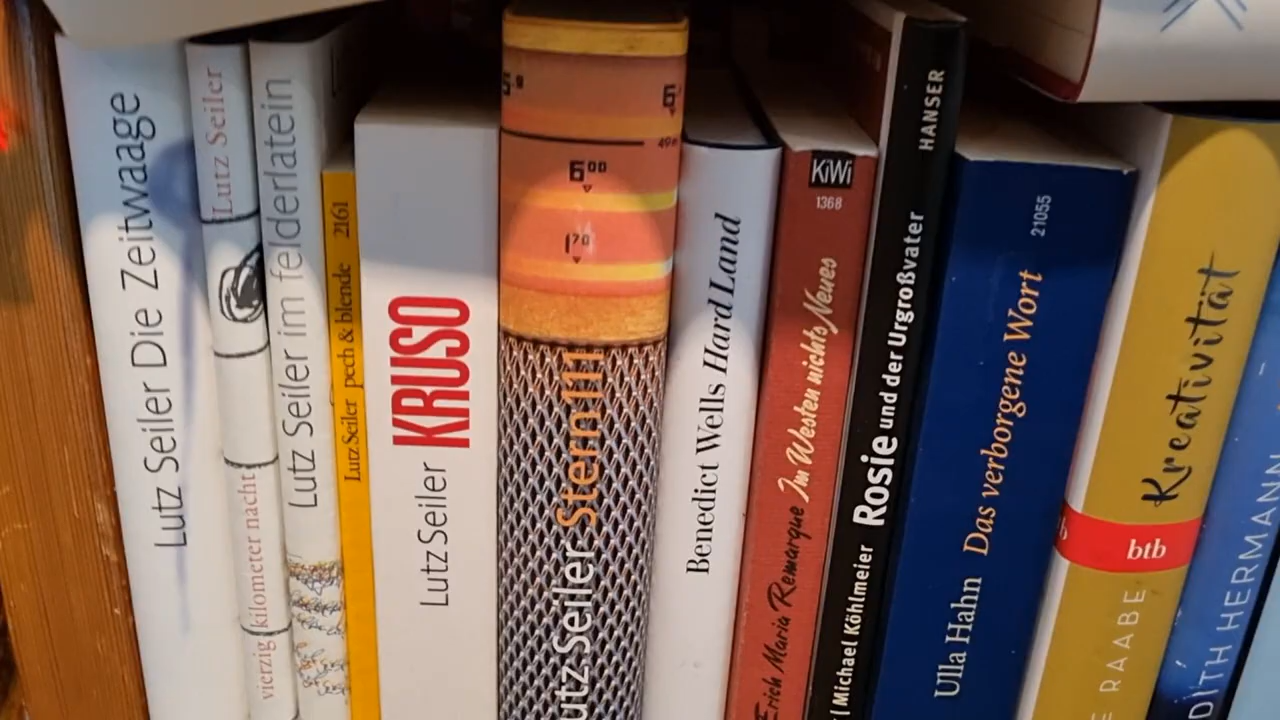 Lutz Seiler Die Zeitwaage
Lutz Seiler
vierzig kilometer nacht
Lutz Seiler im felderlatein
Lutz Seiler pech & blende 2161
Lutz Seiler KRUSO
6⁰⁰
1⁷⁰
utz Seiler Stern111
Benedict Wells Hard Land
KiWi
1368
Erich Maria Remarque Im Westen nichts Neues
Michael Köhlmeier Rosie und der Urgroßvater HANSER
Ulla Hahn Das verborgene Wort 21055
E RAABE Kreativität
btb
DITH HERMANN